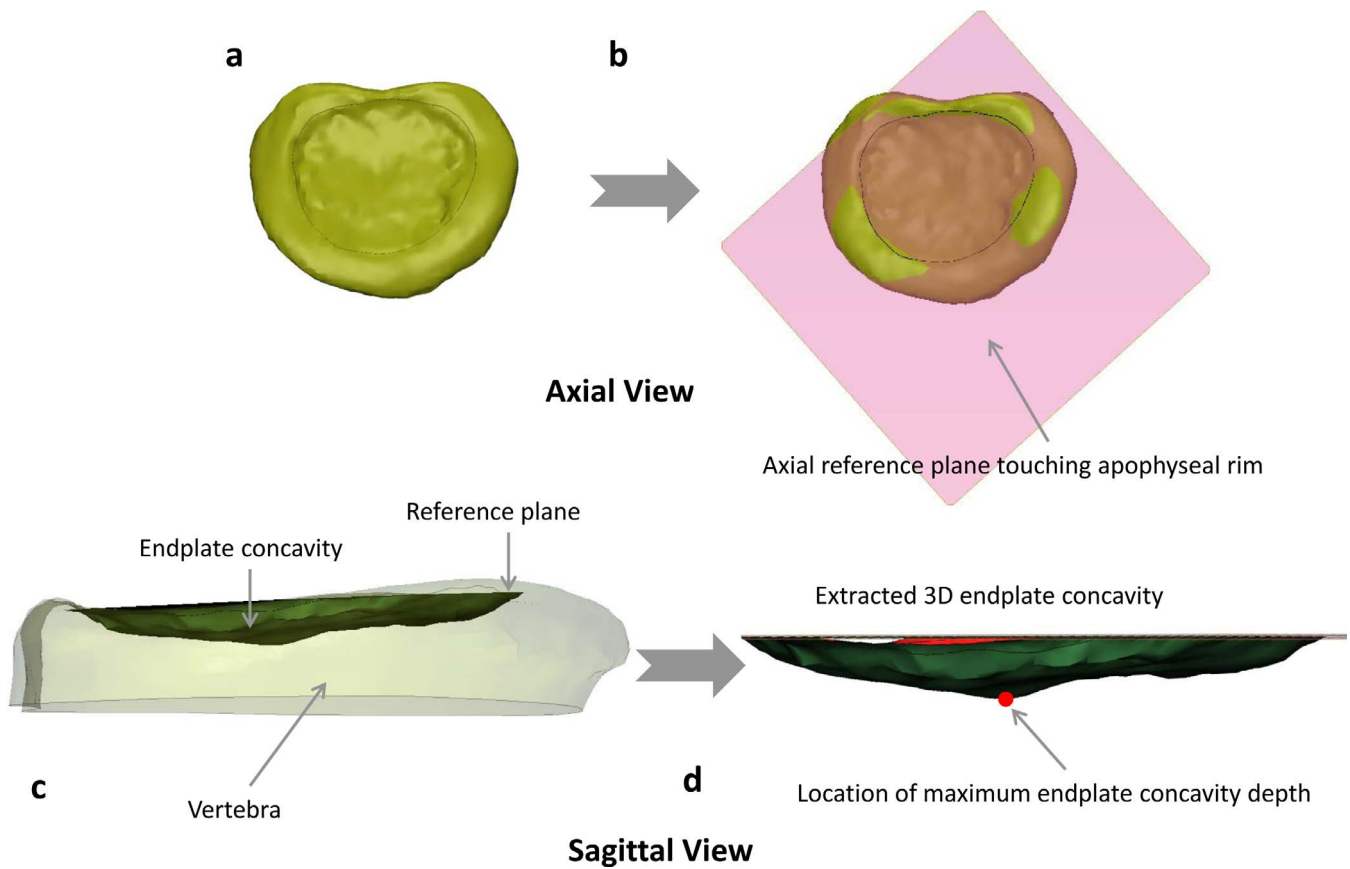 a
b
Axial View
Axial reference plane touching apophyseal rim
Reference plane
Endplate concavity
Extracted 3D endplate concavity
c
Vertebra
d
Location of maximum endplate concavity depth
Sagittal View